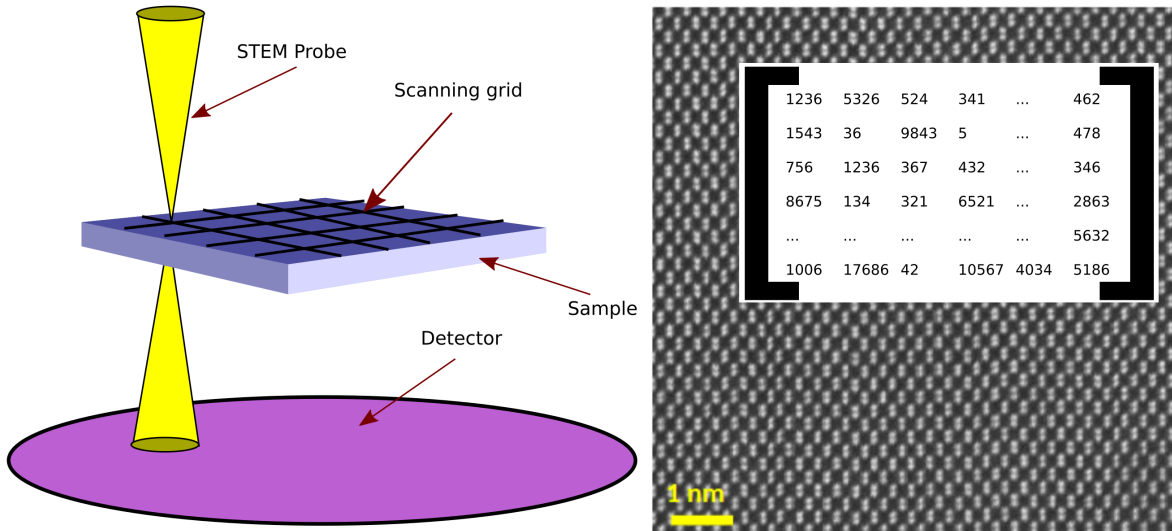 STEM Probe
Scanning grid
Sample
Detector
1236 5326 524 341 ... 462
1543 36 9843 5 ... 478
756 1236 367 432 ... 346
8675 134 321 6521 ... 2863
... ... ... ... ... 5632
1006 17686 42 10567 4034 5186
1 nm